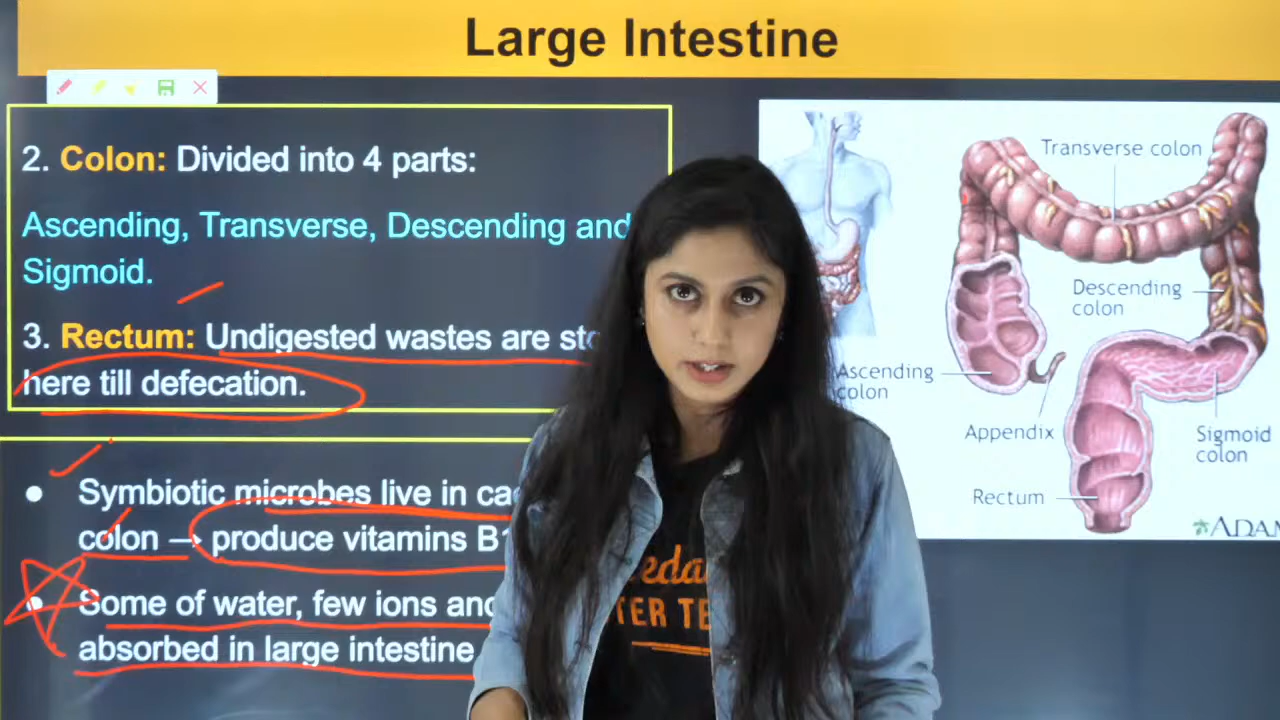 Large Intestine
2. Colon: Divided into 4 parts:
Ascending, Transverse, Descending and
Sigmoid.
3. Rectum: Undigested wastes are
here till defecation.
Symbiotic microbes live in
colon → produce vitamins
Some of water, few ions
absorbed in large intestine
Transverse colon
Descending
colon
Ascending
colon
Appendix
Sigmoid
colon
Rectum